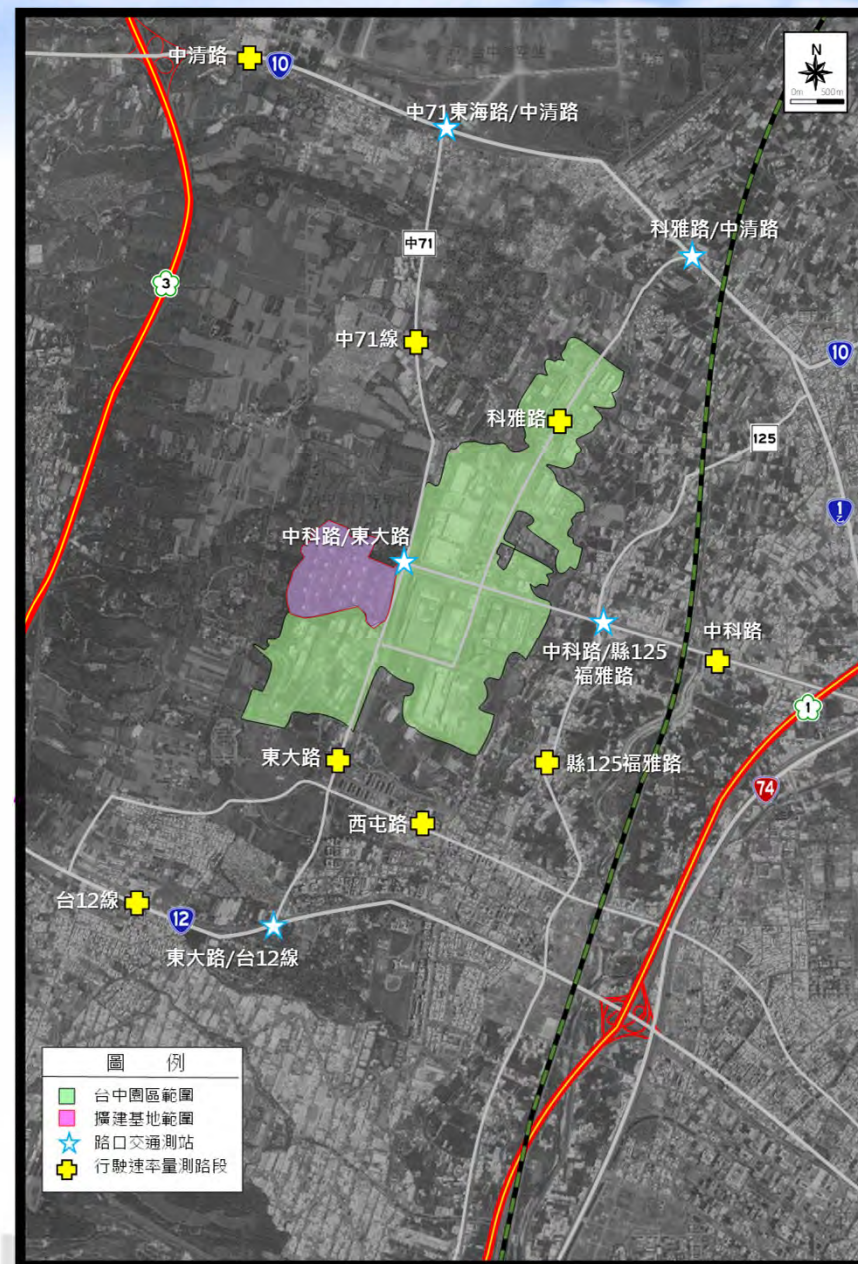 中清路
10
N
0m 500m
中71東海路/中清路
科雅路/中清路
中71
3
中71線
10
科雅路
125
1
乙
中科路/東大路
中科路/縣125
福雅路
中科路
1
東大路
縣125福雅路
74
西屯路
台12線
12
東大路/台12線
圖 例
台中園區範圍
擴建基地範圍
路口交通測站
行駛速率量測路段